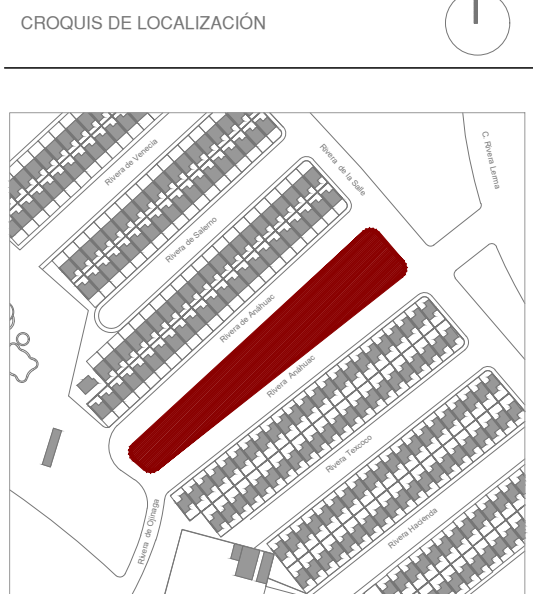 CROQUIS DE LOCALIZACIÓN
Rivera de Venecia
Rivera de la Salle
C. Rivera Lerma
Rivera de Salerno
Rivera de Anáhuac
Rivera Anáhuac
Rivera Texcoco
Rivera de Ojinaga
Rivera Hacienda